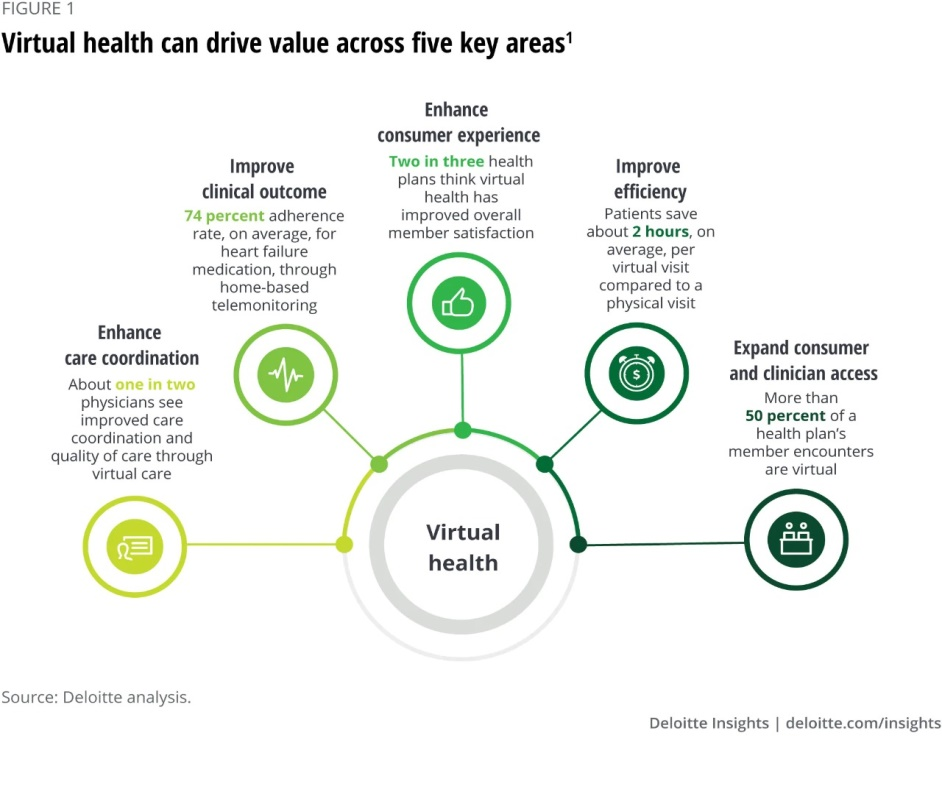 FIGURE 1
Virtual health can drive value across five key areas¹
Enhance
care coordination
About one in two
physicians see
improved care
coordination and
quality of care through
virtual care
Improve
clinical outcome
74 percent adherence
rate, on average, for
heart failure
medication, through
home-based
telemonitoring
Enhance
consumer experience
Two in three health
plans think virtual
health has
improved overall
member satisfaction
Improve
efficiency
Patients save
about 2 hours, on
average, per
virtual visit
compared to a
physical visit
$
Expand consumer
and clinician access
More than
50 percent of a
health plan’s
member encounters
are virtual
Virtual
health
Source: Deloitte analysis.
Deloitte Insights | deloitte.com/insights